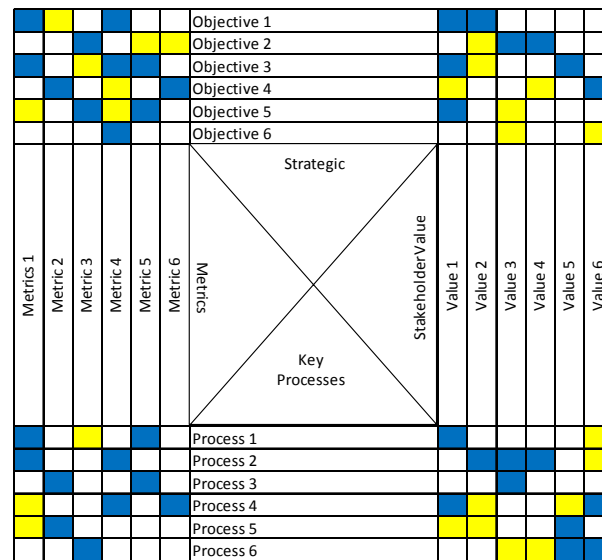 Objective 1
Objective 2
Objective 3
Objective 4
Objective 5
Objective 6
Strategic
Metrics 1
Metric 2
Metric 3
Metric 4
Metric 5
Metric 6
Metrics
StakeholderValue
Value 1
Value 2
Value 3
Value 4
Value 5
Value 6
Key
Processes
Process 1
Process 2
Process 3
Process 4
Process 5
Process 6